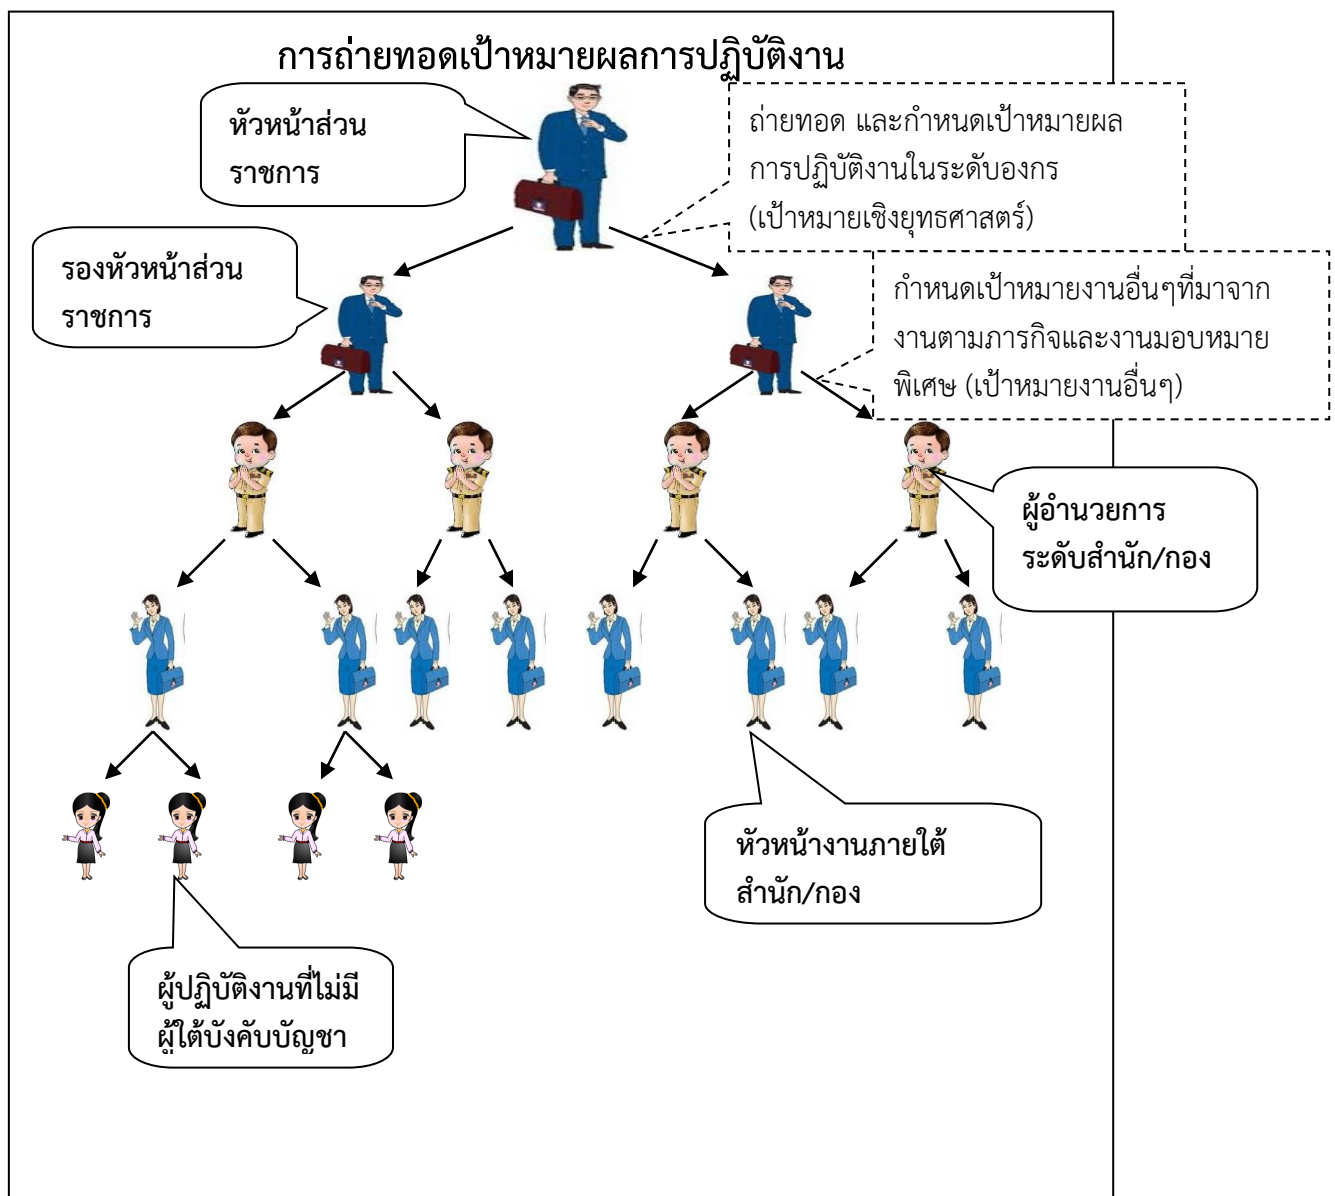 การถ่ายทอดเป้าหมายผลการปฏิบัติงาน
หัวหน้าส่วน
ราชการ
ถ่ายทอด และกำหนดเป้าหมายผล
การปฏิบัติงานในระดับองกร
(เป้าหมายเชิงยุทธศาสตร์)
รองหัวหน้าส่วน
ราชการ
กำหนดเป้าหมายงานอื่นๆที่มาจาก
งานตามภารกิจและงานมอบหมาย
พิเศษ (เป้าหมายงานอื่นๆ)
ผู้อำนวยการ
ระดับสำนัก/กอง
หัวหน้างานภายใต้
สำนัก/กอง
ผู้ปฏิบัติงานที่ไม่มี
ผู้ใต้บังคับบัญชา